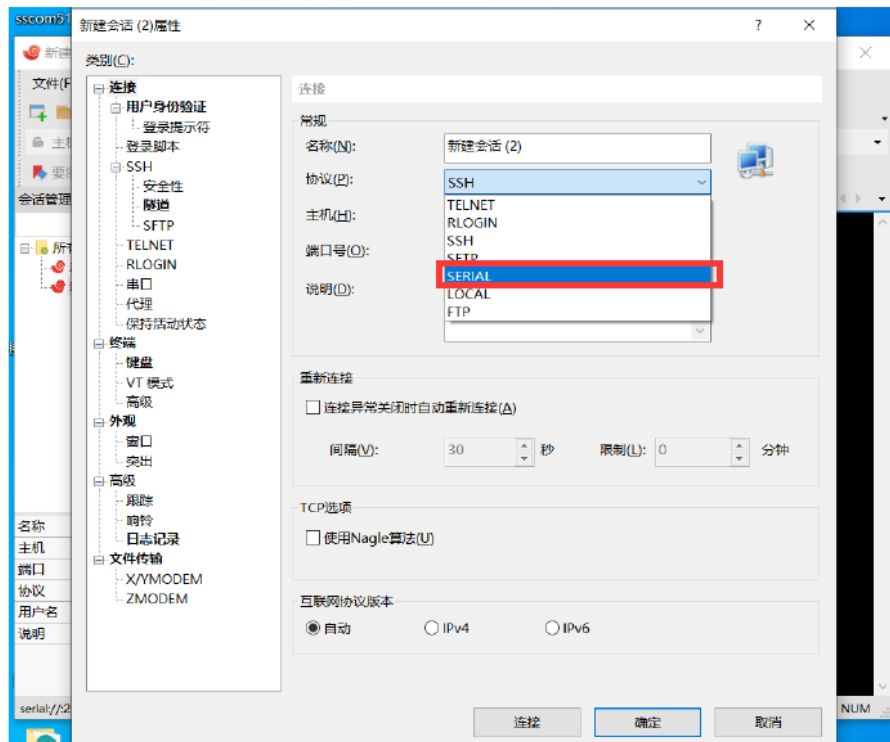 sscom51
新建会话 (2)属性
? ×
新建
类别(C):
文件(F
连接
连接
用户身份验证
登录提示符
常规
登录脚本
名称(N):
新建会话 (2)
主机
SSH
要
安全性
协议(P):
SSH
会话管理
隧道
TELNET
SFTP
主机(H):
RLOGIN
TELNET
SSH
所有
RLOGIN
端口号(O):
SFTP
串口
SERIAL
代理
说明(D):
LOCAL
保持活动状态
FTP
终端
键盘
重新连接
VT 模式
高级
连接异常关闭时自动重新连接(A)
外观
窗口
间隔(V): 30 秒 限制(L): 0 分钟
突出
高级
跟踪
TCP选项
响铃
名称
日志记录
使用Nagle算法(U)
主机
文件传输
端口
X/YMODEM
协议
ZMODEM
互联网协议版本
用户名
自动 IPv4 IPv6
说明
serial://:2
连接 确定 取消
NUM